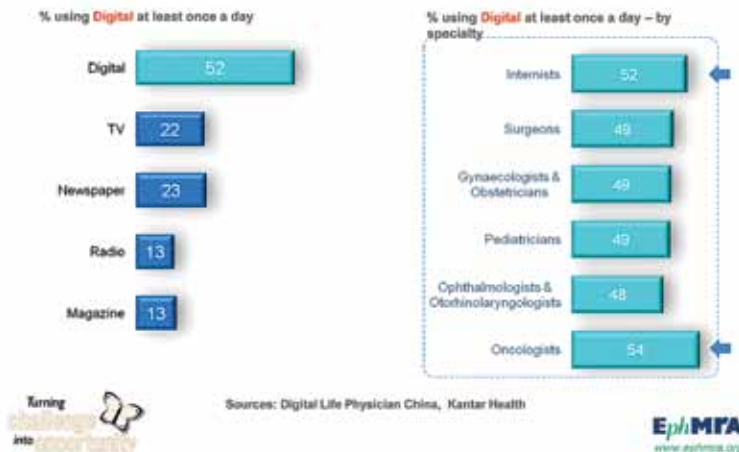 % using Digital at least once a day
Digital
52
TV
22
Newspaper
23
Radio
13
Magazine
13
% using Digital at least once a day – by
specialty
Internists
52
Surgeons
49
Gynaecologists &
Obstetricians
49
Pediatricians
49
Ophthalmologists &
Otorhinolaryngologists
48
Oncologists
54
Turning
challenge
into opportunity
Sources: Digital Life Physician China, Kantar Health
EphMRA
www.ephmra.org